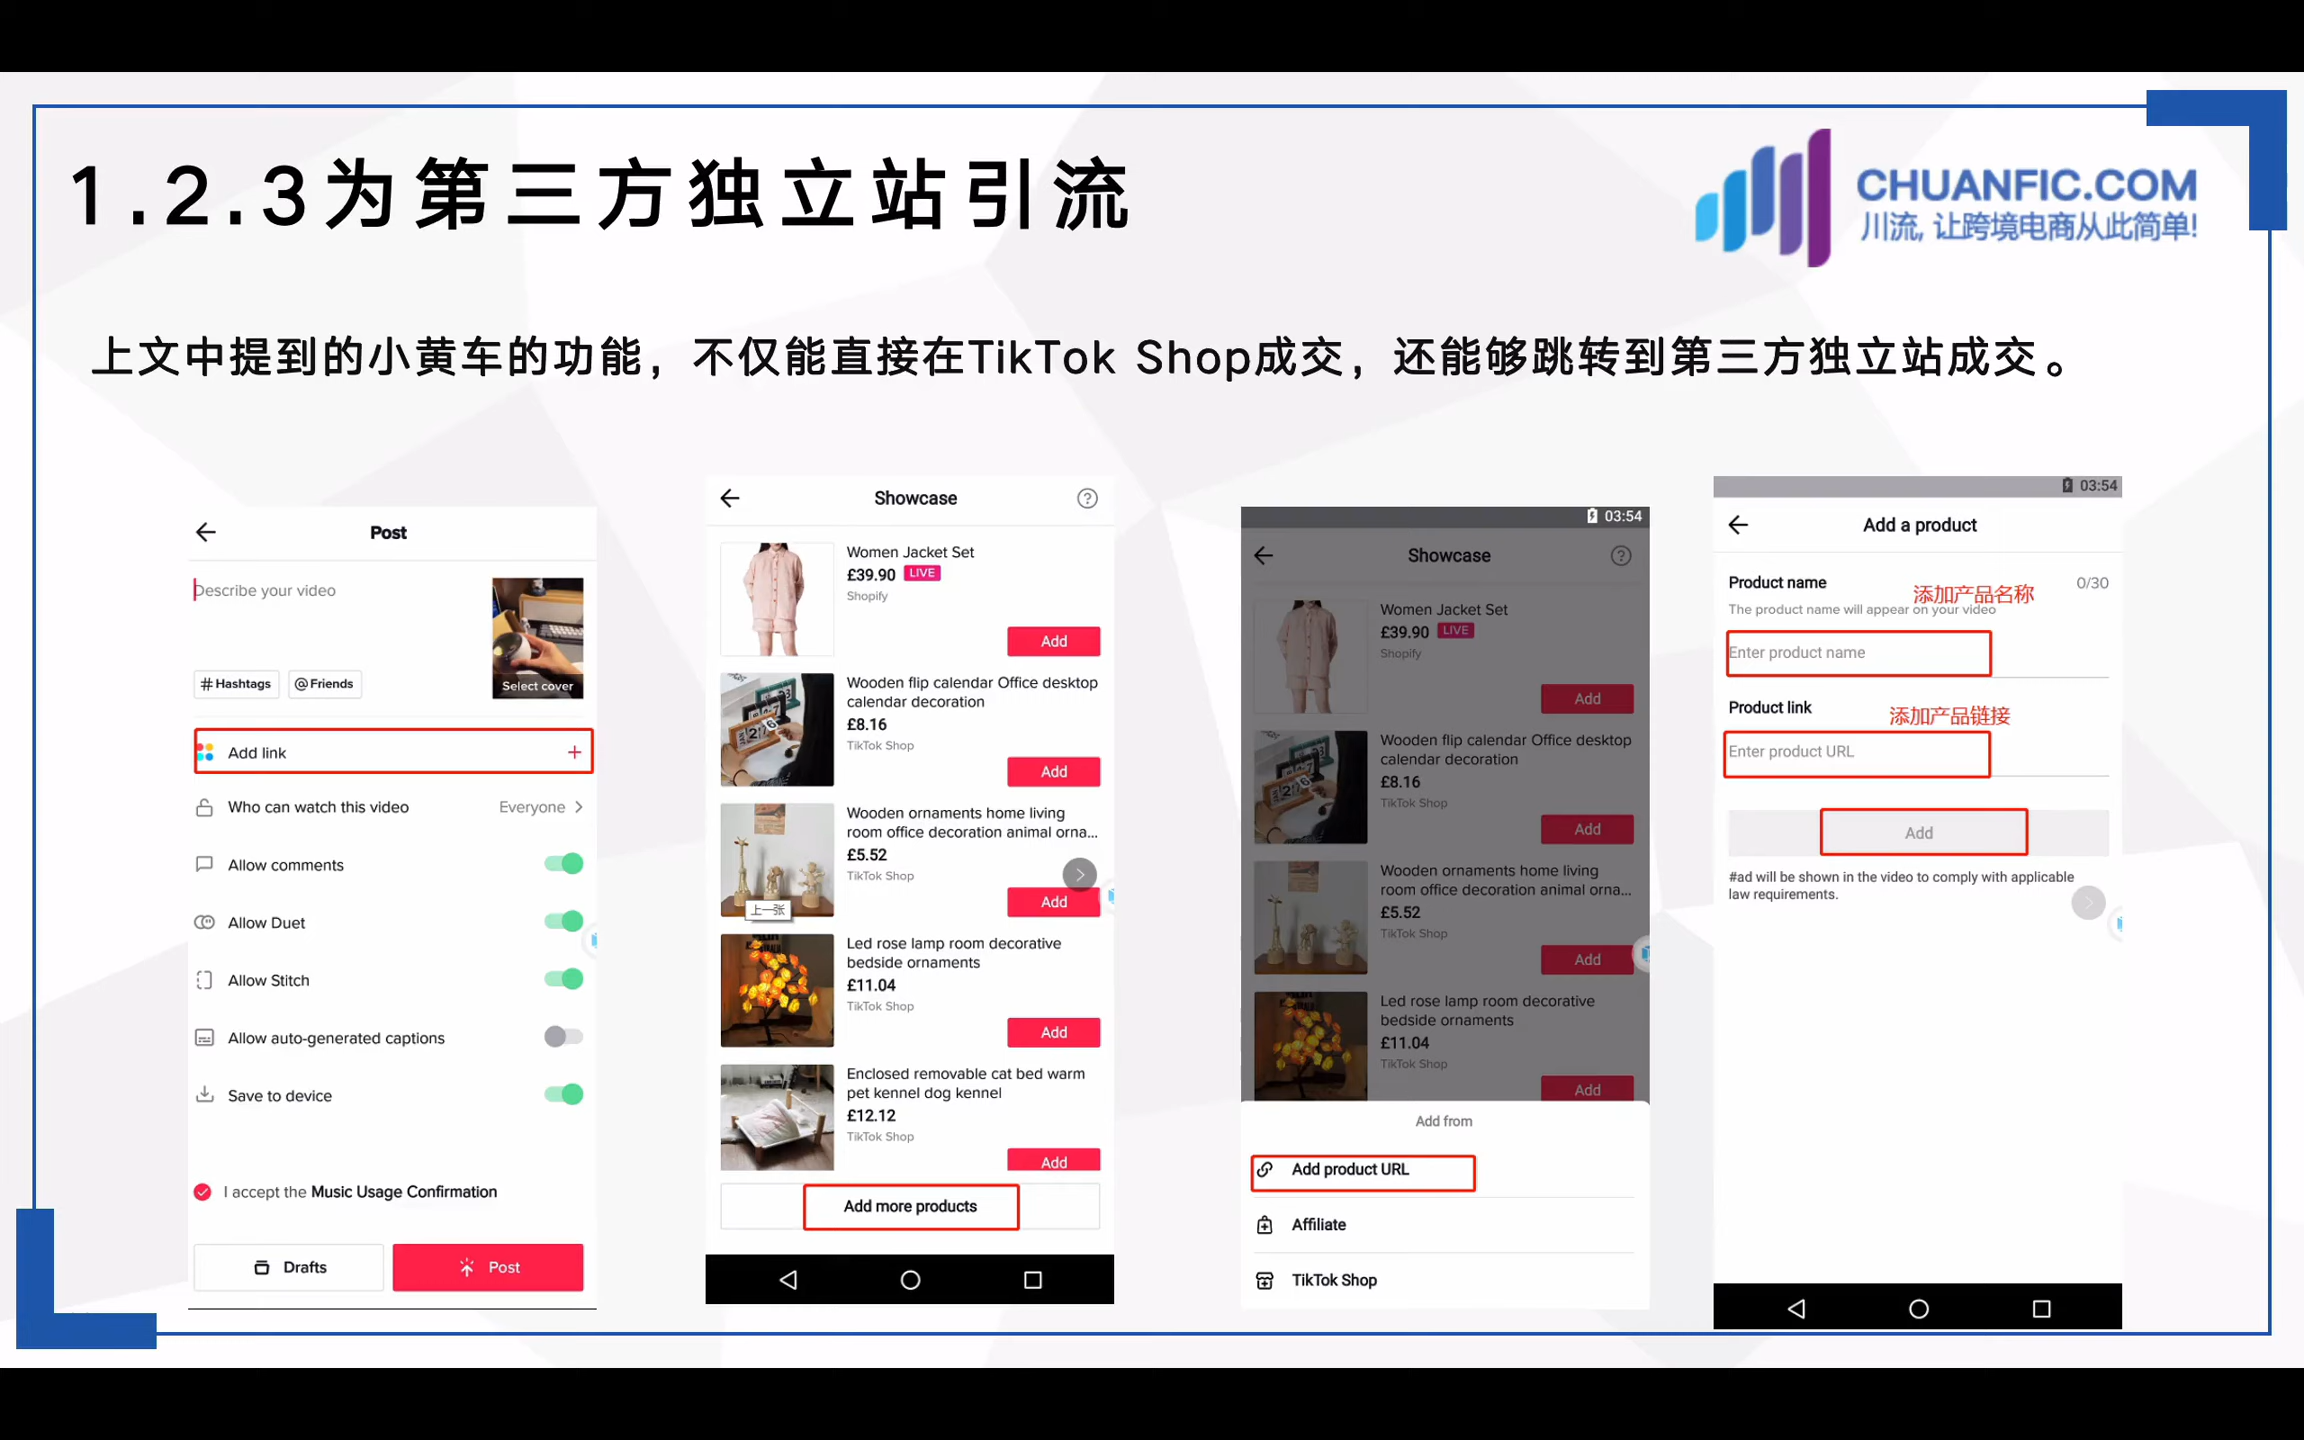 1.2.3为第三方独立站引流
CHUANFIC.COM
川流, 让跨境电商从此简单!
上文中提到的小黄车的功能，不仅能直接在TikTok Shop成交，还能够跳转到第三方独立站成交。
Post
Describe your video
Select cover
#Hashtags
@Friends
Add link
Who can watch this video
Everyone
Allow comments
Allow Duet
Allow Stitch
Allow auto-generated captions
Save to device
I accept the Music Usage Confirmation
Drafts
Post
Showcase
Women Jacket Set
£39.90 LIVE
Shopify
Add
Wooden flip calendar Office desktop
calendar decoration
£8.16
TikTok Shop
Add
Wooden ornaments home living
room office decoration animal orna...
£5.52
TikTok Shop
上一张
Add
Led rose lamp room decorative
bedside ornaments
£11.04
TikTok Shop
Add
Enclosed removable cat bed warm
pet kennel dog kennel
£12.12
TikTok Shop
Add
Add more products
03:54
Showcase
Women Jacket Set
£39.90 LIVE
Shopify
Add
Wooden flip calendar Office desktop
calendar decoration
£8.16
TikTok Shop
Add
Wooden ornaments home living
room office decoration animal orna...
£5.52
TikTok Shop
Add
Led rose lamp room decorative
bedside ornaments
£11.04
TikTok Shop
Add
Add from
Add product URL
Affiliate
TikTok Shop
03:54
Add a product
Product name
0/30
添加产品名称
The product name will appear on your video
Enter product name
Product link
添加产品链接
Enter product URL
Add
#ad will be shown in the video to comply with applicable
law requirements.